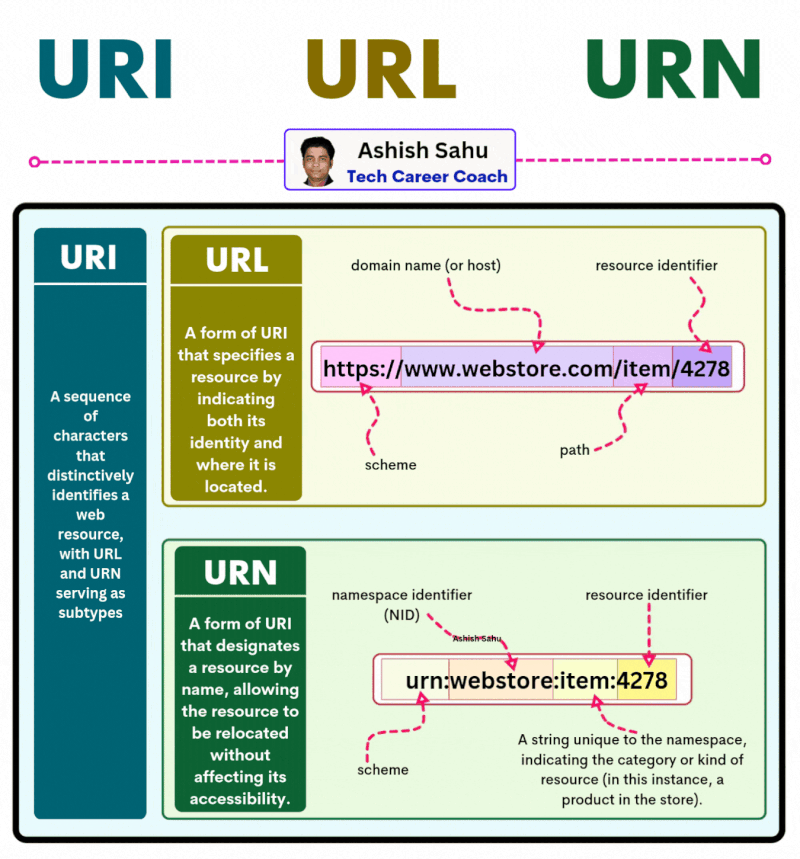 URI URL URN
Ashish Sahu
Tech Career Coach
URI
A sequence
of
characters
that
distinctively
identifies a
web
resource,
with URL
and URN
serving as
subtypes
URL
A form of URI
that specifies a
resource by
indicating
both its
identity and
where it is
located.
domain name (or host)
resource identifier
https://www.webstore.com/item/4278
scheme
path
URN
A form of URI
that designates
a resource by
name, allowing
the resource to
be relocated
without
affecting its
accessibility.
namespace identifier
(NID)
resource identifier
Ashish Sahu
urn:webstore:item:4278
scheme
A string unique to the namespace,
indicating the category or kind of
resource (in this instance, a
product in the store).